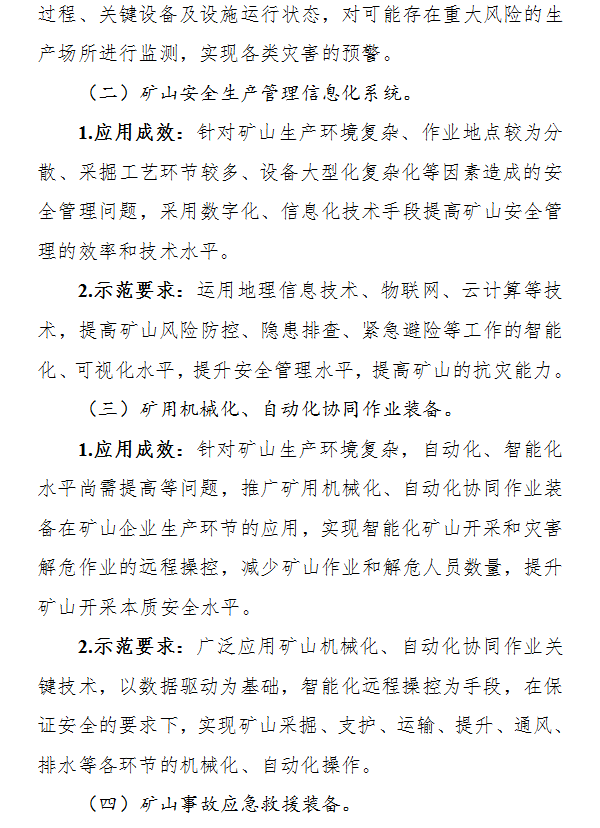 过程、关键设备及设施运行状态，对可能存在重大风险的生
产场所进行监测，实现各类灾害的预警。
（二）矿山安全生产管理信息化系统。
1.应用成效：针对矿山生产环境复杂、作业地点较为分
散、采掘工艺环节较多、设备大型化复杂化等因素造成的安
全管理问题，采用数字化、信息化技术手段提高矿山安全管
理的效率和技术水平。
2.示范要求：运用地理信息技术、物联网、云计算等技
术，提高矿山风险防控、隐患排查、紧急避险等工作的智能
化、可视化水平，提升安全管理水平，提高矿山的抗灾能力。
（三）矿用机械化、自动化协同作业装备。
1.应用成效：针对矿山生产环境复杂，自动化、智能化
水平尚需提高等问题，推广矿用机械化、自动化协同作业装
备在矿山企业生产环节的应用，实现智能化矿山开采和灾害
解危作业的远程操控，减少矿山作业和解危人员数量，提升
矿山开采本质安全水平。
2.示范要求：广泛应用矿山机械化、自动化协同作业关
键技术，以数据驱动为基础，智能化远程操控为手段，在保
证安全的要求下，实现矿山采掘、支护、运输、提升、通风、
排水等各环节的机械化、自动化操作。
（四）矿山事故应急救援装备。